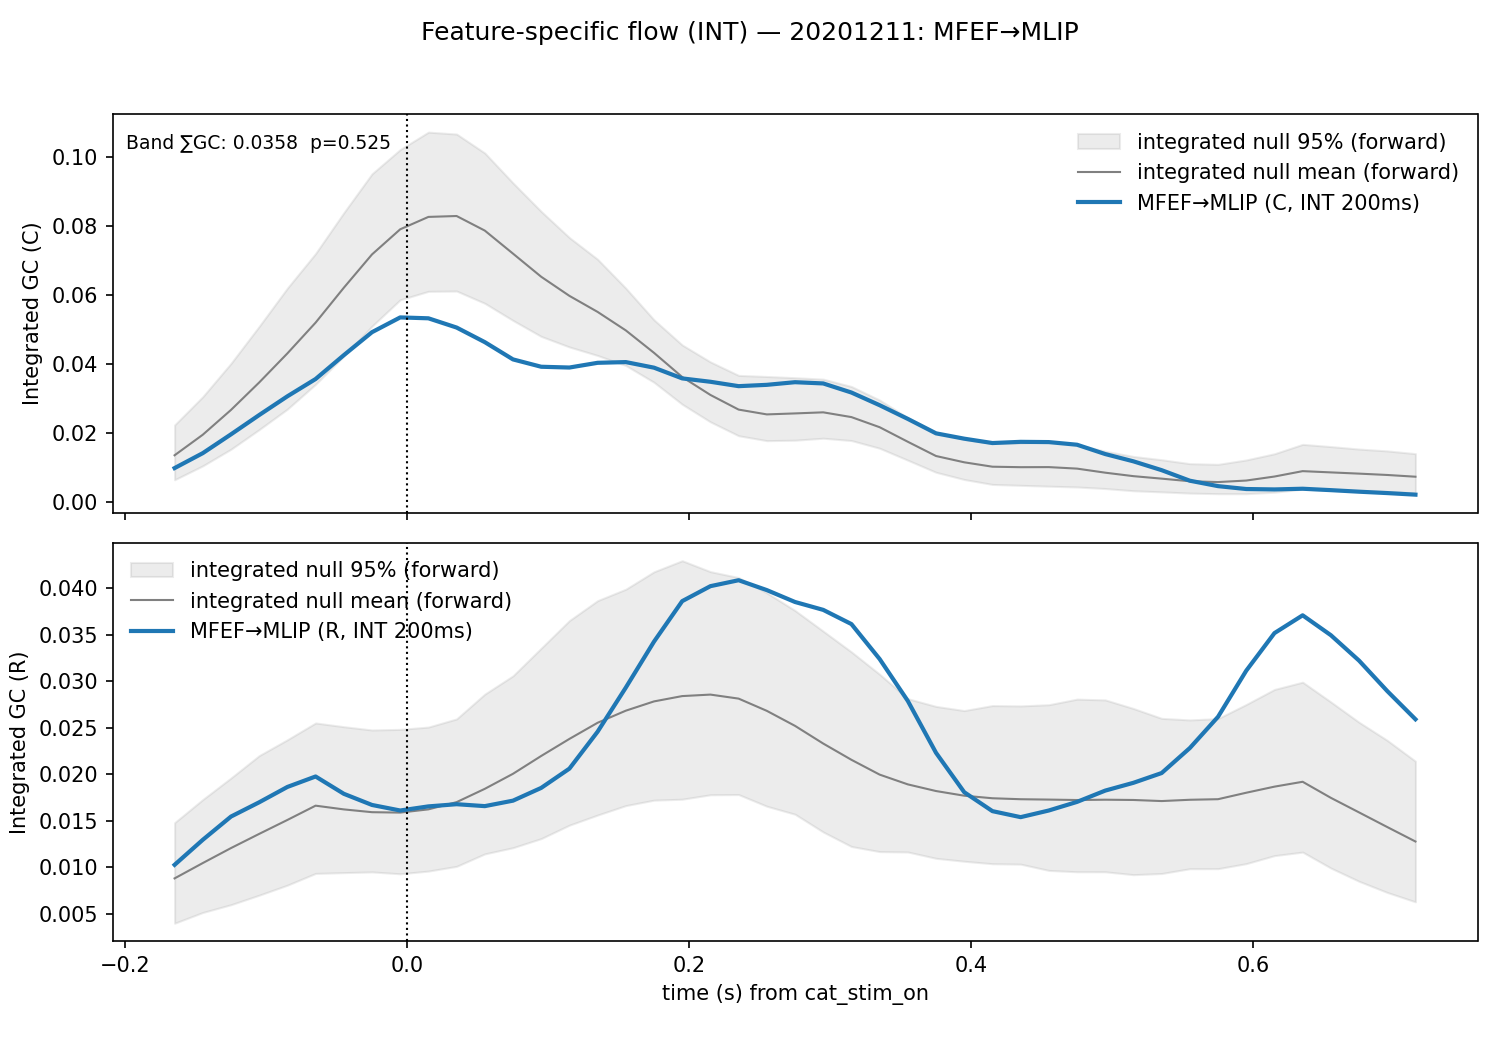 Feature-specific flow (INT) — 20201211: MFEF→MLIP
Band ∑GC: 0.0358 p=0.525
integrated null 95% (forward)
integrated null mean (forward)
MFEF→MLIP (C, INT 200ms)
Integrated GC (C)
0.10
0.08
0.06
0.04
0.02
0.00
integrated null 95% (forward)
integrated null mean (forward)
MFEF→MLIP (R, INT 200ms)
Integrated GC (R)
0.040
0.035
0.030
0.025
0.020
0.015
0.010
0.005
−0.2 0.0 0.2 0.4 0.6
time (s) from cat_stim_on